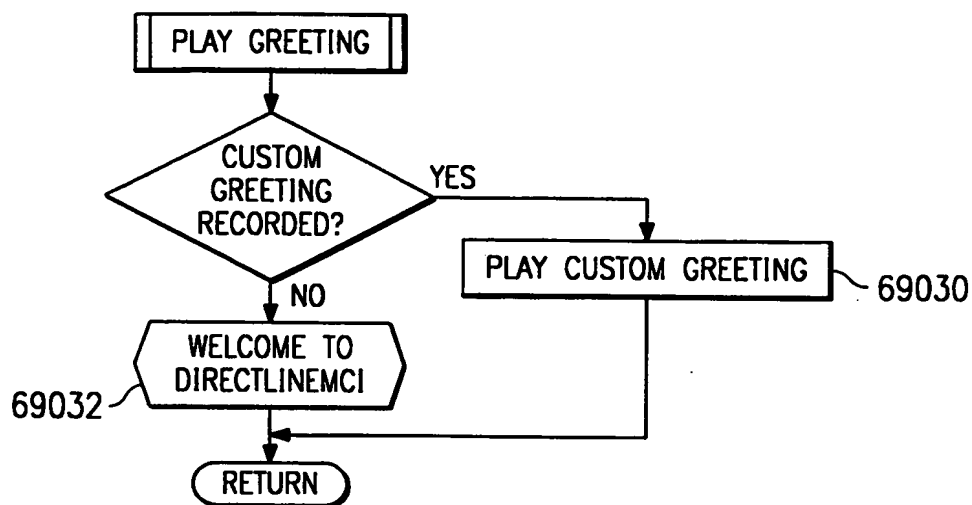 PLAY GREETING
CUSTOM
GREETING
RECORDED?
YES
PLAY CUSTOM GREETING
69030
NO
WELCOME TO
DIRECTLINEMCI
69032
RETURN